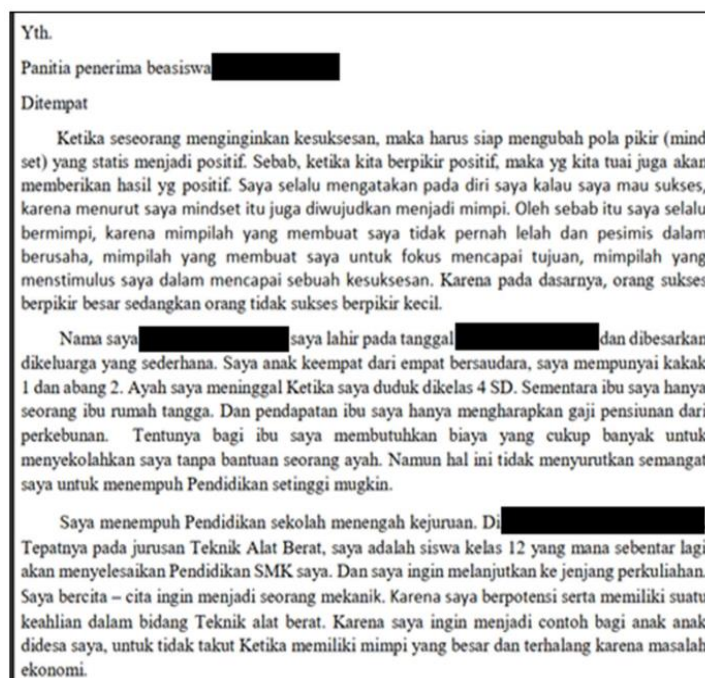 Yth.
Panitia penerima beasiswa
Ditempat
Ketika seseorang menginginkan kesuksesan, maka harus siap mengubah pola pikir (mind
set) yang statis menjadi positif. Sebab, ketika kita berpikir positif, maka yg kita tuai juga akan
memberikan hasil yg positif. Saya selalu mengatakan pada diri saya kalau saya mau sukses,
karena menurut saya mindset itu juga diwujudkan menjadi mimpi. Oleh sebab itu saya selalu
bermimpi, karena mimpilah yang membuat saya tidak pernah lelah dan pesimis dalam
berusaha, mimpilah yang membuat saya untuk fokus mencapai tujuan, mimpilah yang
menstimulus saya dalam mencapai sebuah kesuksesan. Karena pada dasarnya, orang sukses
berpikir besar sedangkan orang tidak sukses berpikir kecil.
Nama saya saya lahir pada tanggal dan dibesarkan
dikeluarga yang sederhana. Saya anak keempat dari empat bersaudara, saya mempunyai kakak
1 dan abang 2. Ayah saya meninggal Ketika saya duduk dikelas 4 SD. Sementara ibu saya hanya
seorang ibu rumah tangga. Dan pendapatan ibu saya hanya mengharapkan gaji pensiunan dari
perkebunan. Tentunya bagi ibu saya membutuhkan biaya yang cukup banyak untuk
menyekolahkan saya tanpa bantuan seorang ayah. Namun hal ini tidak menyurutkan semangat
saya untuk menempuh Pendidikan setinggi mugkin.
Saya menempuh Pendidikan sekolah menengah kejuruan. Di
Tepatnya pada jurusan Teknik Alat Berat, saya adalah siswa kelas 12 yang mana sebentar lagi
akan menyelesaikan Pendidikan SMK saya. Dan saya ingin melanjutkan ke jenjang perkuliahan.
Saya bercita – cita ingin menjadi seorang mekanik. Karena saya berpotensi serta memiliki suatu
keahlian dalam bidang Teknik alat berat. Karena saya ingin menjadi contoh bagi anak anak
didesa saya, untuk tidak takut Ketika memiliki mimpi yang besar dan terhalang karena masalah
ekonomi.